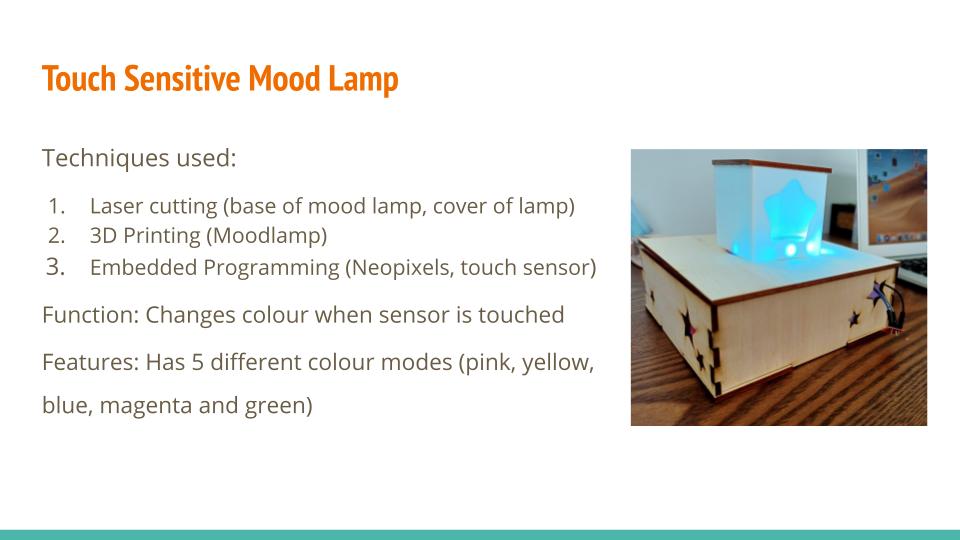 Touch Sensitive Mood Lamp
Techniques used:
1. Laser cutting (base of mood lamp, cover of lamp)
2. 3D Printing (Moodlamp)
3. Embedded Programming (Neopixels, touch sensor)
Function: Changes colour when sensor is touched
Features: Has 5 different colour modes (pink, yellow,
blue, magenta and green)